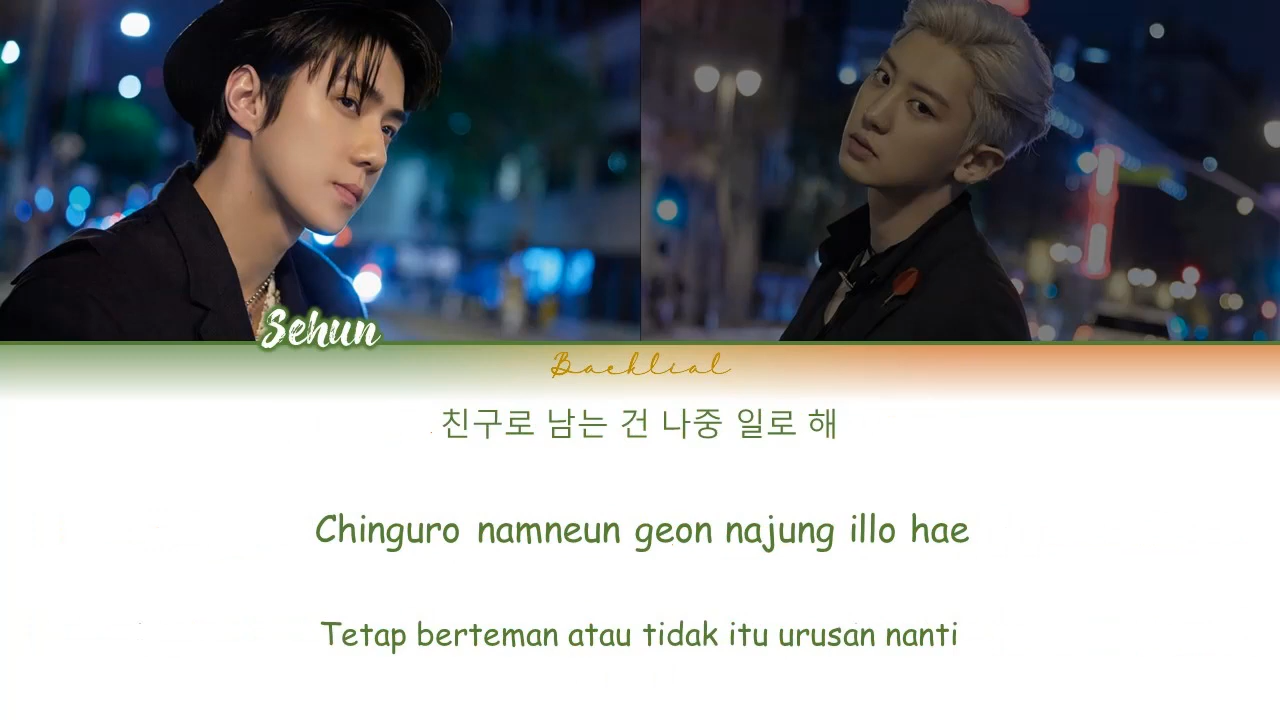 Sehun
Baeklial
친구로 남는 건 나중 일로 해
Chinguro namneun geon najung illo hae
Tetap berteman atau tidak itu urusan nanti